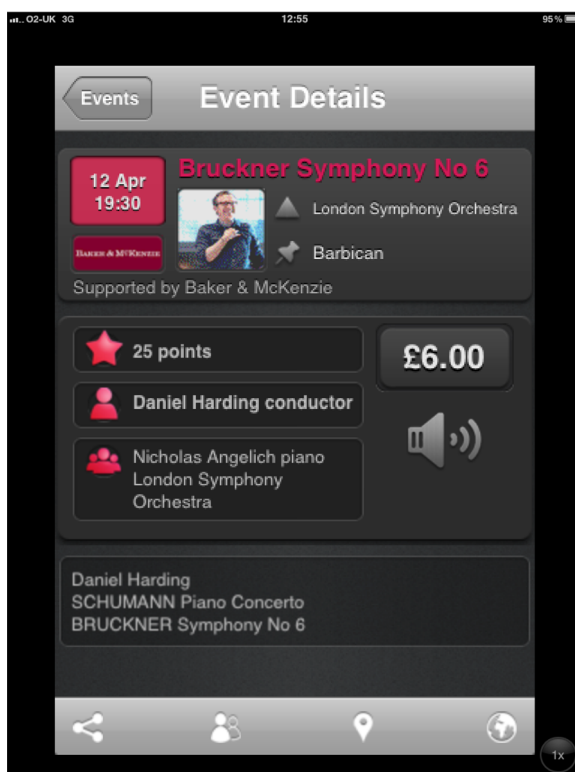 O2-UK 3G 12:55 95%
Events
Event Details
12 Apr
19:30
Bruckner Symphony No 6
London Symphony Orchestra
BAKER & MCKENZIE
Barbican
Supported by Baker & McKenzie
25 points
£6.00
Daniel Harding conductor
Nicholas Angelich piano
London Symphony
Orchestra
Daniel Harding
SCHUMANN Piano Concerto
BRUCKNER Symphony No 6
1x